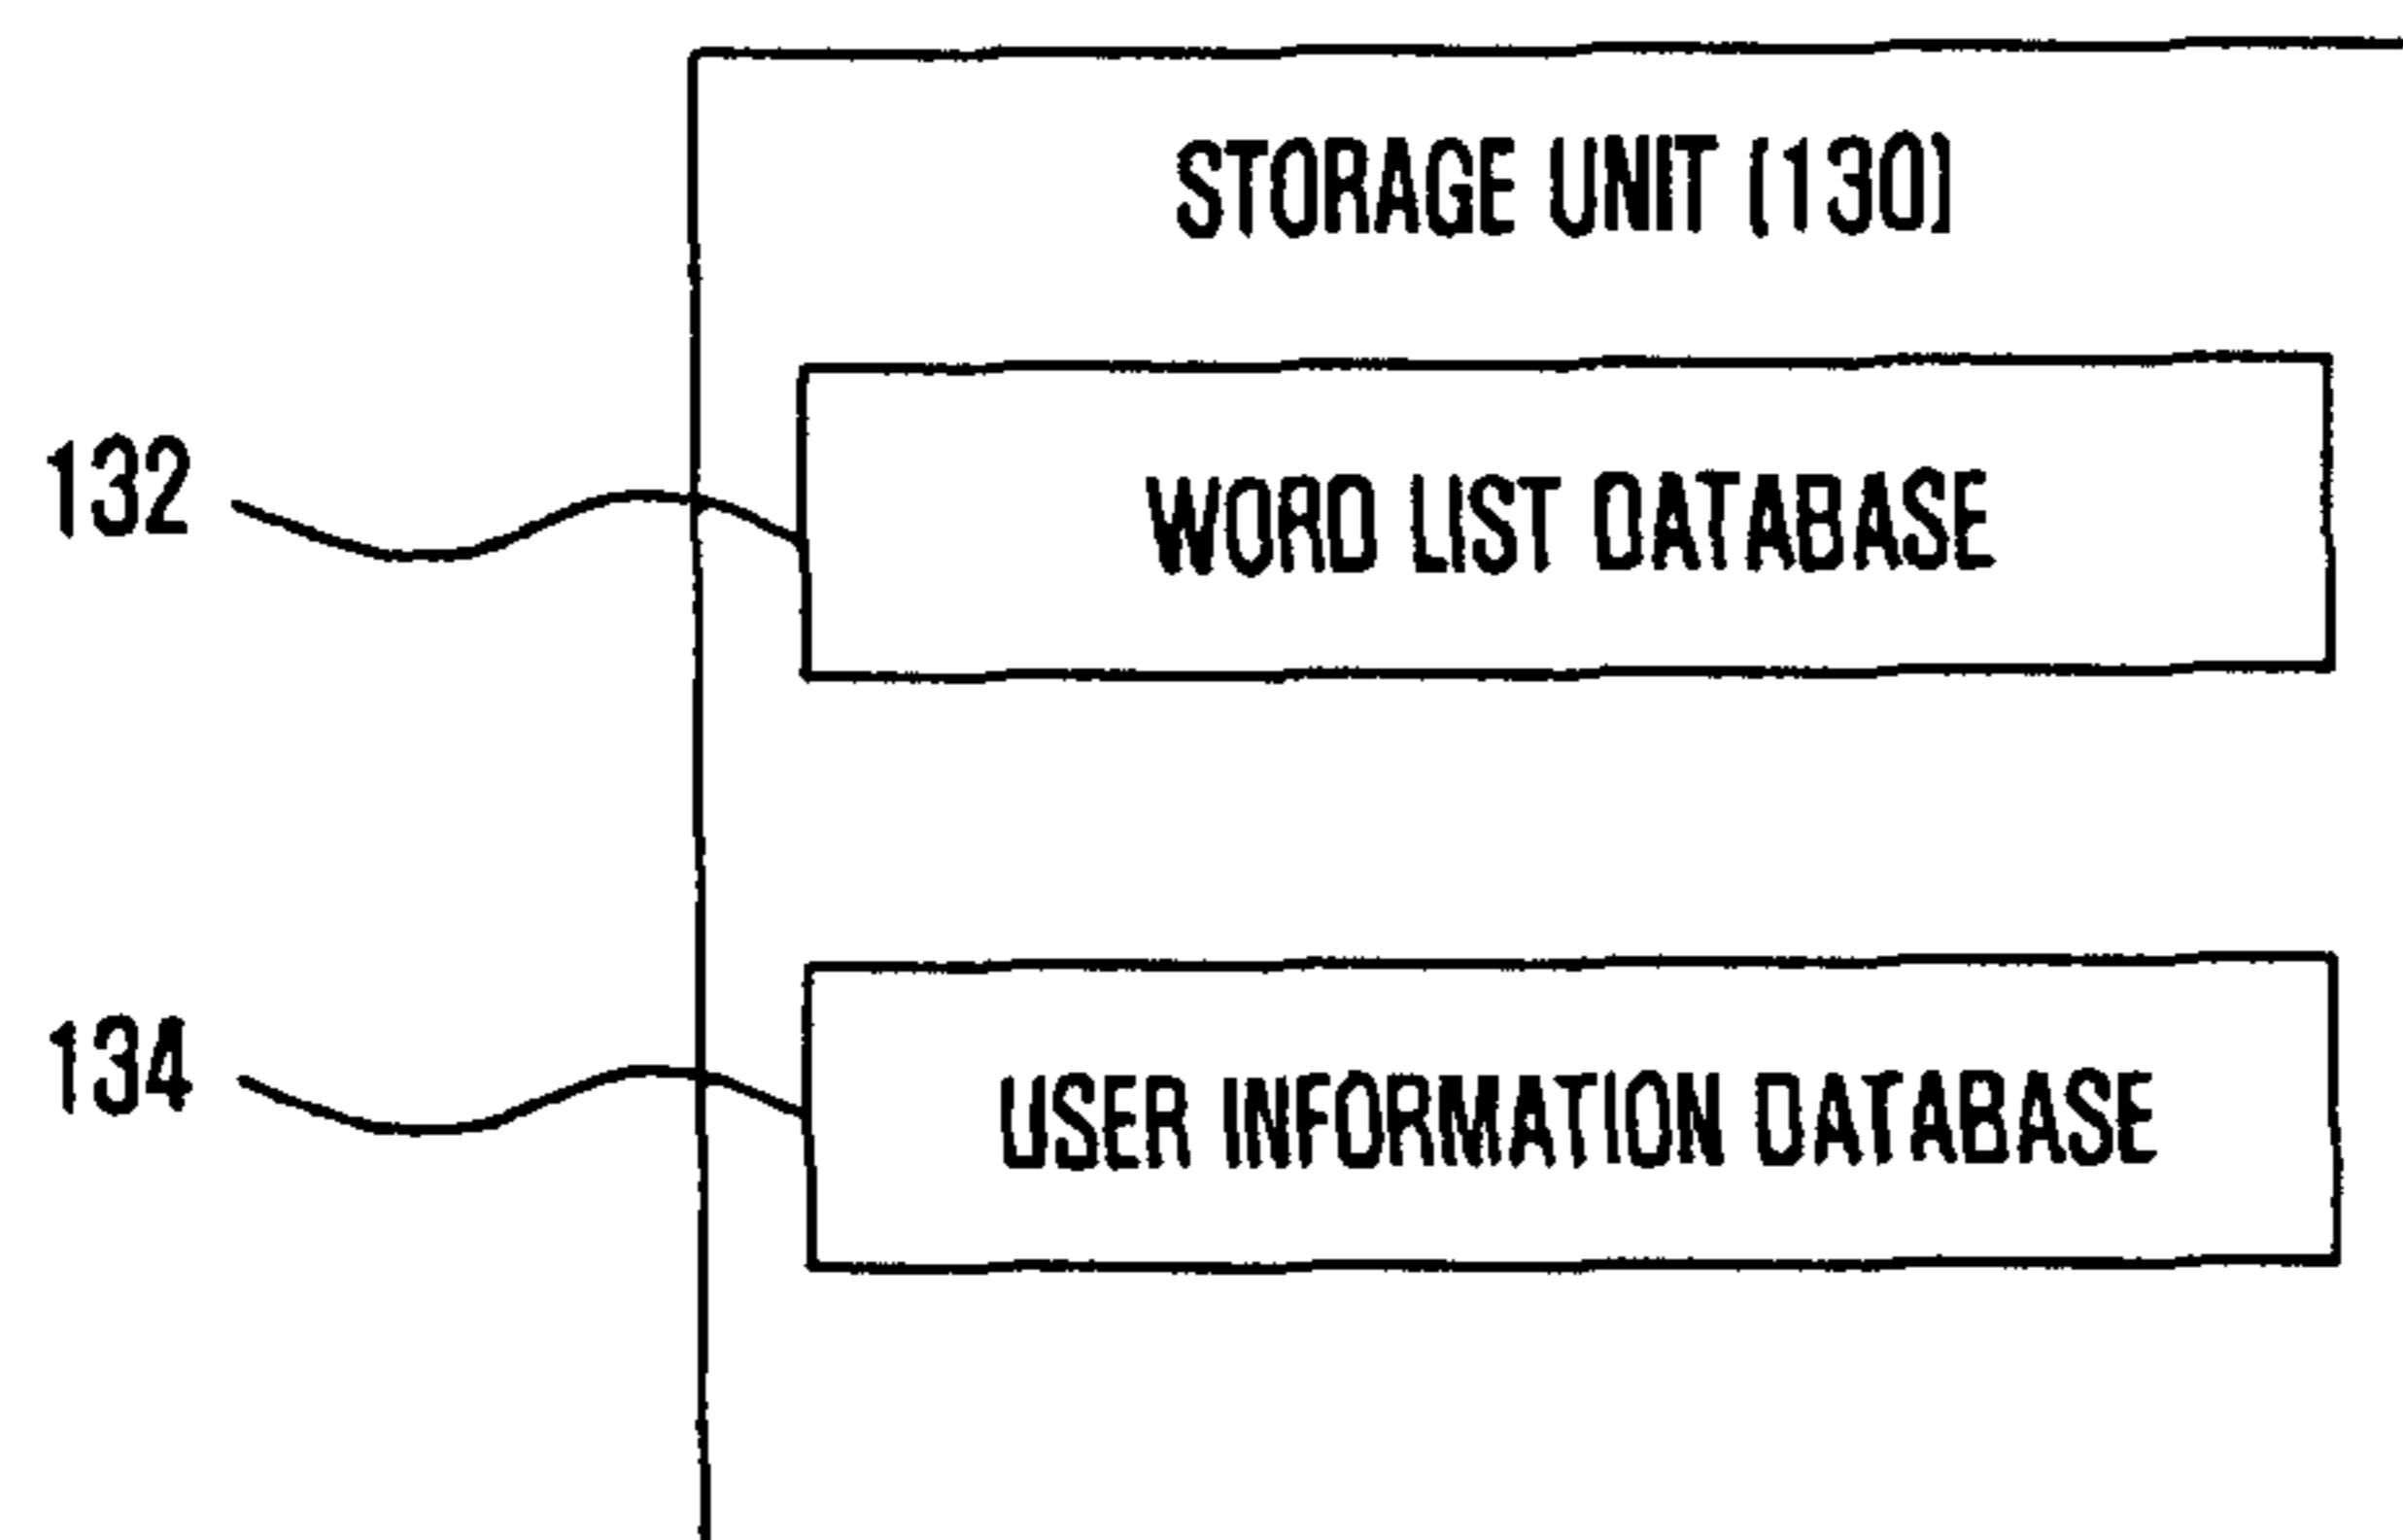 STORAGE UNIT (130)
132
WORD LIST DATABASE
134
USER INFORMATION DATABASE